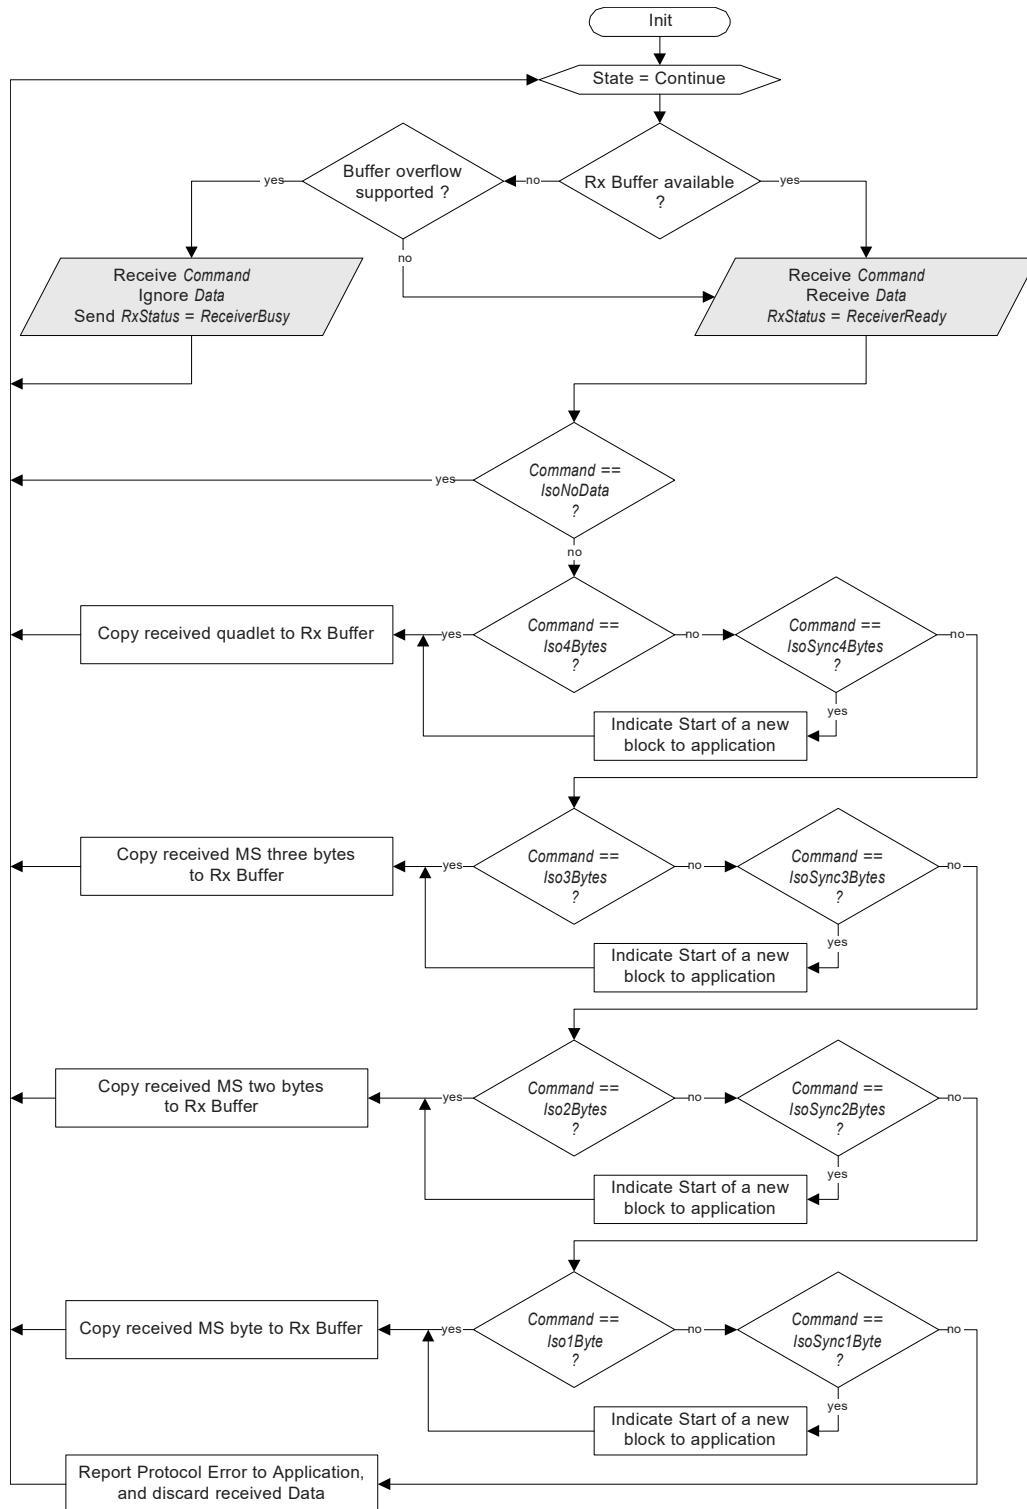 Init
State = Continue
Buffer overflow
supported ?
Rx Buffer available
?
yes
no
yes
no
Receive Command
Ignore Data
Send RxStatus = ReceiverBusy
Receive Command
Receive Data
RxStatus = ReceiverReady
Command ==
IsoNoData
?
yes
no
Copy received quadlet to Rx Buffer
yes
Command ==
Iso4Bytes
?
no
Command ==
IsoSync4Bytes
?
no
yes
Indicate Start of a new
block to application
Copy received MS three bytes
to Rx Buffer
yes
Command ==
Iso3Bytes
?
no
Command ==
IsoSync3Bytes
?
no
yes
Indicate Start of a new
block to application
Copy received MS two bytes
to Rx Buffer
yes
Command ==
Iso2Bytes
?
no
Command ==
IsoSync2Bytes
?
no
yes
Indicate Start of a new
block to application
Copy received MS byte to Rx Buffer
yes
Command ==
Iso1Byte
?
no
Command ==
IsoSync1Byte
?
no
yes
Indicate Start of a new
block to application
Report Protocol Error to Application,
and discard received Data